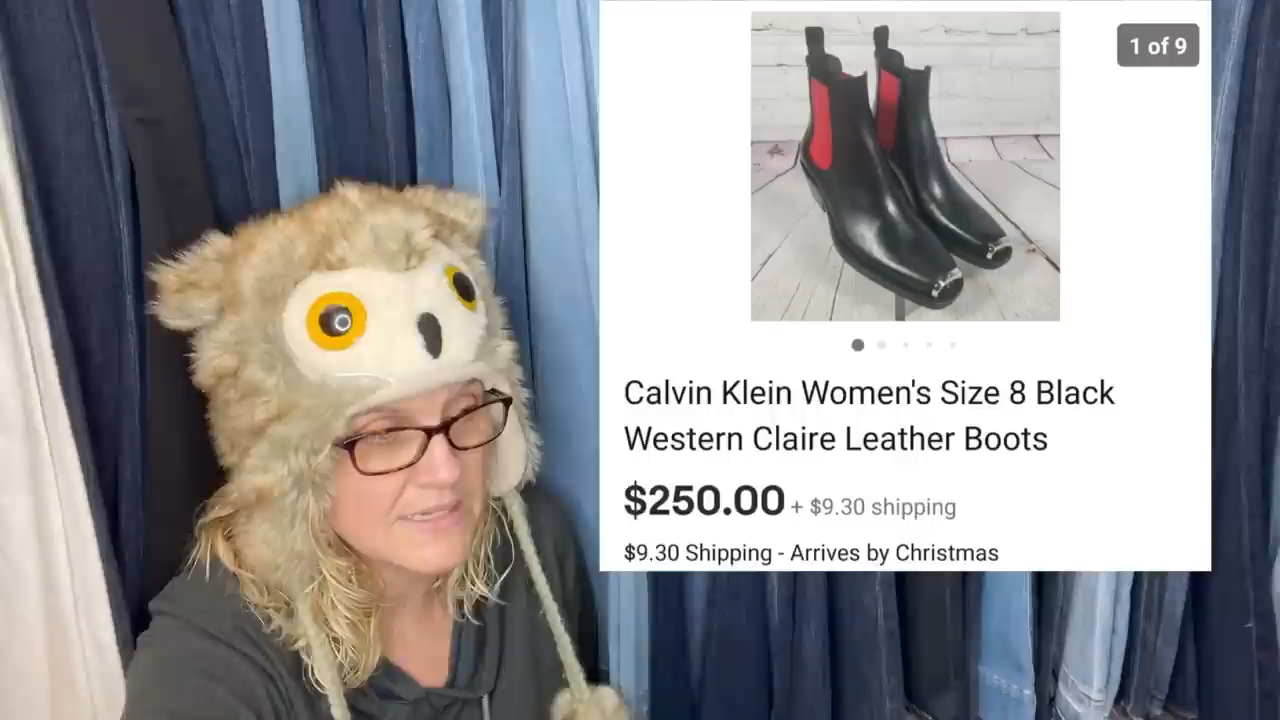 1 of 9
Calvin Klein Women's Size 8 Black
Western Claire Leather Boots
$250.00 + $9.30 shipping
$9.30 Shipping - Arrives by Christmas